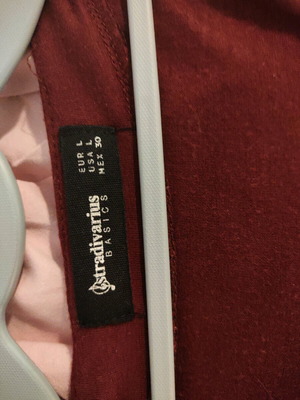 stradivarius
BASICS
EUR L
USA L
MEX 30